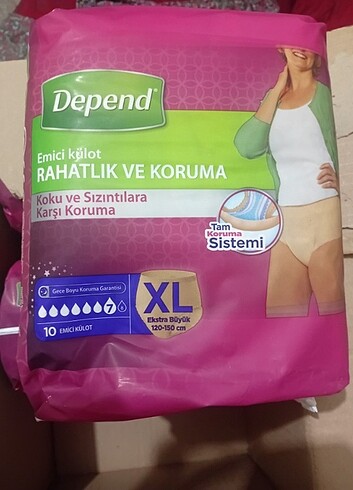 Depend
Emici külot
RAHATLIK VE KORUMA
Koku ve Sızıntılara
Karşı Koruma
Tam
Koruma
Sistemi
Gece Boyu Koruma Garantisi
7 8
10 EMİCİ KÜLOT
XL
Ekstra Büyük
120-150 cm